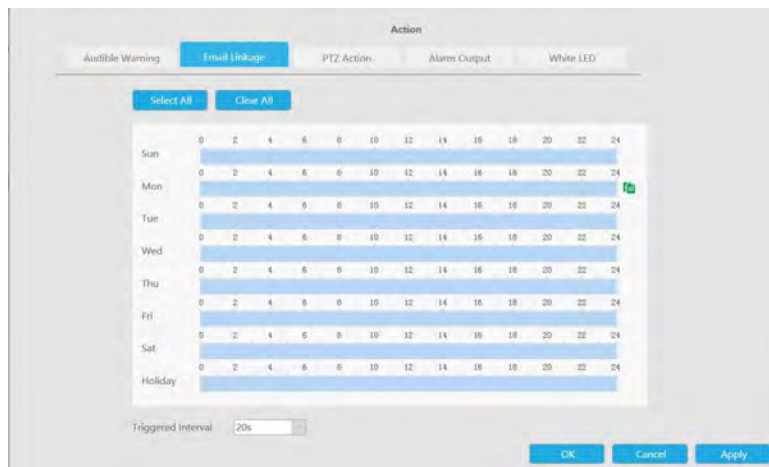 Action
Audible Warning Email Linkage PTZ Action Alarm Output White LED
Select All Clear All
0 2 4 6 8 10 12 14 16 18 20 22 24
Sun
0 2 4 6 8 10 12 14 16 18 20 22 24
Mon
0 2 4 6 8 10 12 14 16 18 20 22 24
Tue
0 2 4 6 8 10 12 14 16 18 20 22 24
Wed
0 2 4 6 8 10 12 14 16 18 20 22 24
Thu
0 2 4 6 8 10 12 14 16 18 20 22 24
Fri
0 2 4 6 8 10 12 14 16 18 20 22 24
Sat
0 2 4 6 8 10 12 14 16 18 20 22 24
Holiday
Triggered Interval 20s
OK Cancel Apply